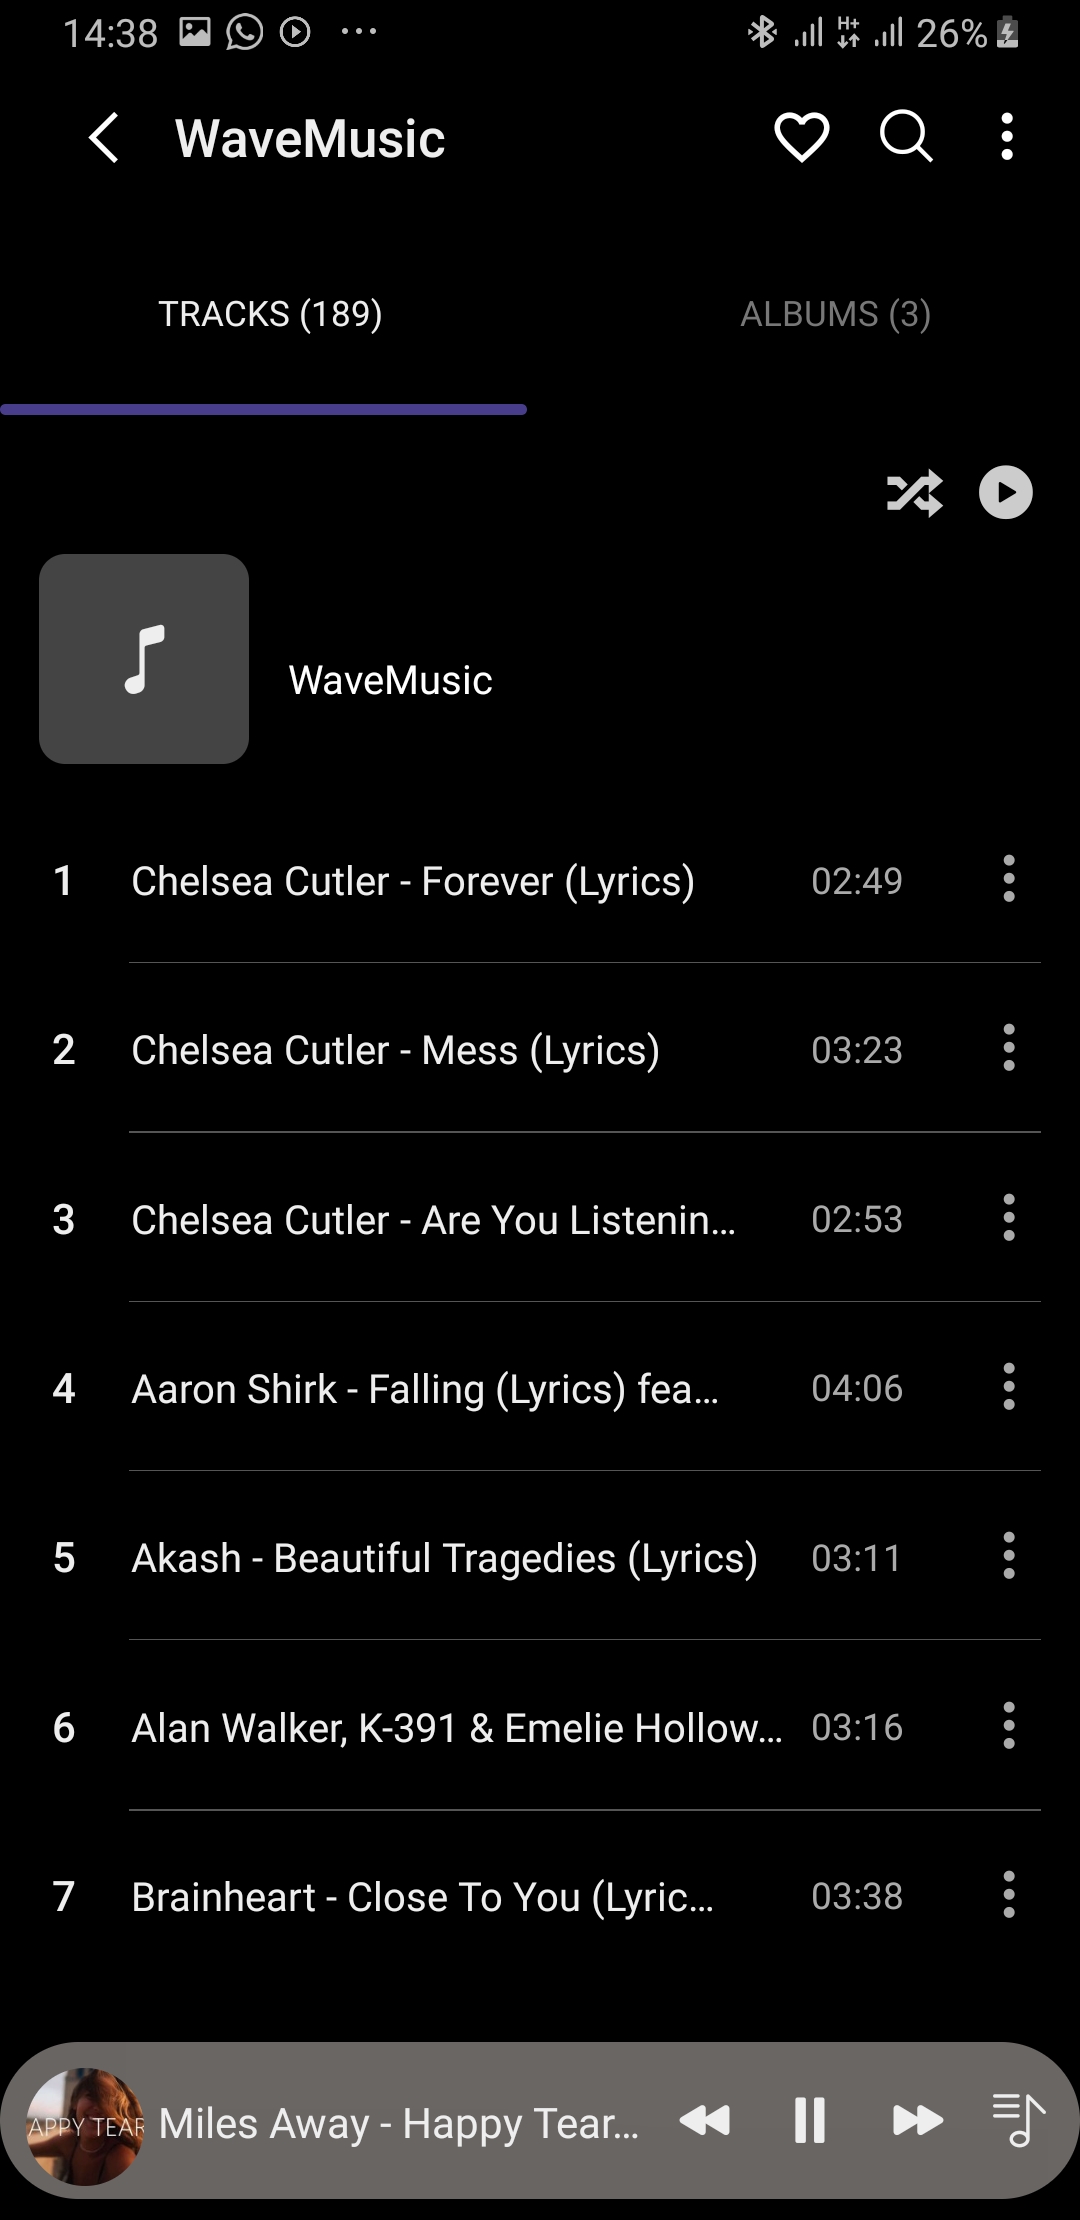 14:38 H+ 26%
WaveMusic
TRACKS (189) ALBUMS (3)
WaveMusic
1 Chelsea Cutler - Forever (Lyrics) 02:49
2 Chelsea Cutler - Mess (Lyrics) 03:23
3 Chelsea Cutler - Are You Listenin... 02:53
4 Aaron Shirk - Falling (Lyrics) fea... 04:06
5 Akash - Beautiful Tragedies (Lyrics) 03:11
6 Alan Walker, K-391 & Emelie Hollow... 03:16
7 Brainheart - Close To You (Lyric... 03:38
APPY TEAR Miles Away - Happy Tear...